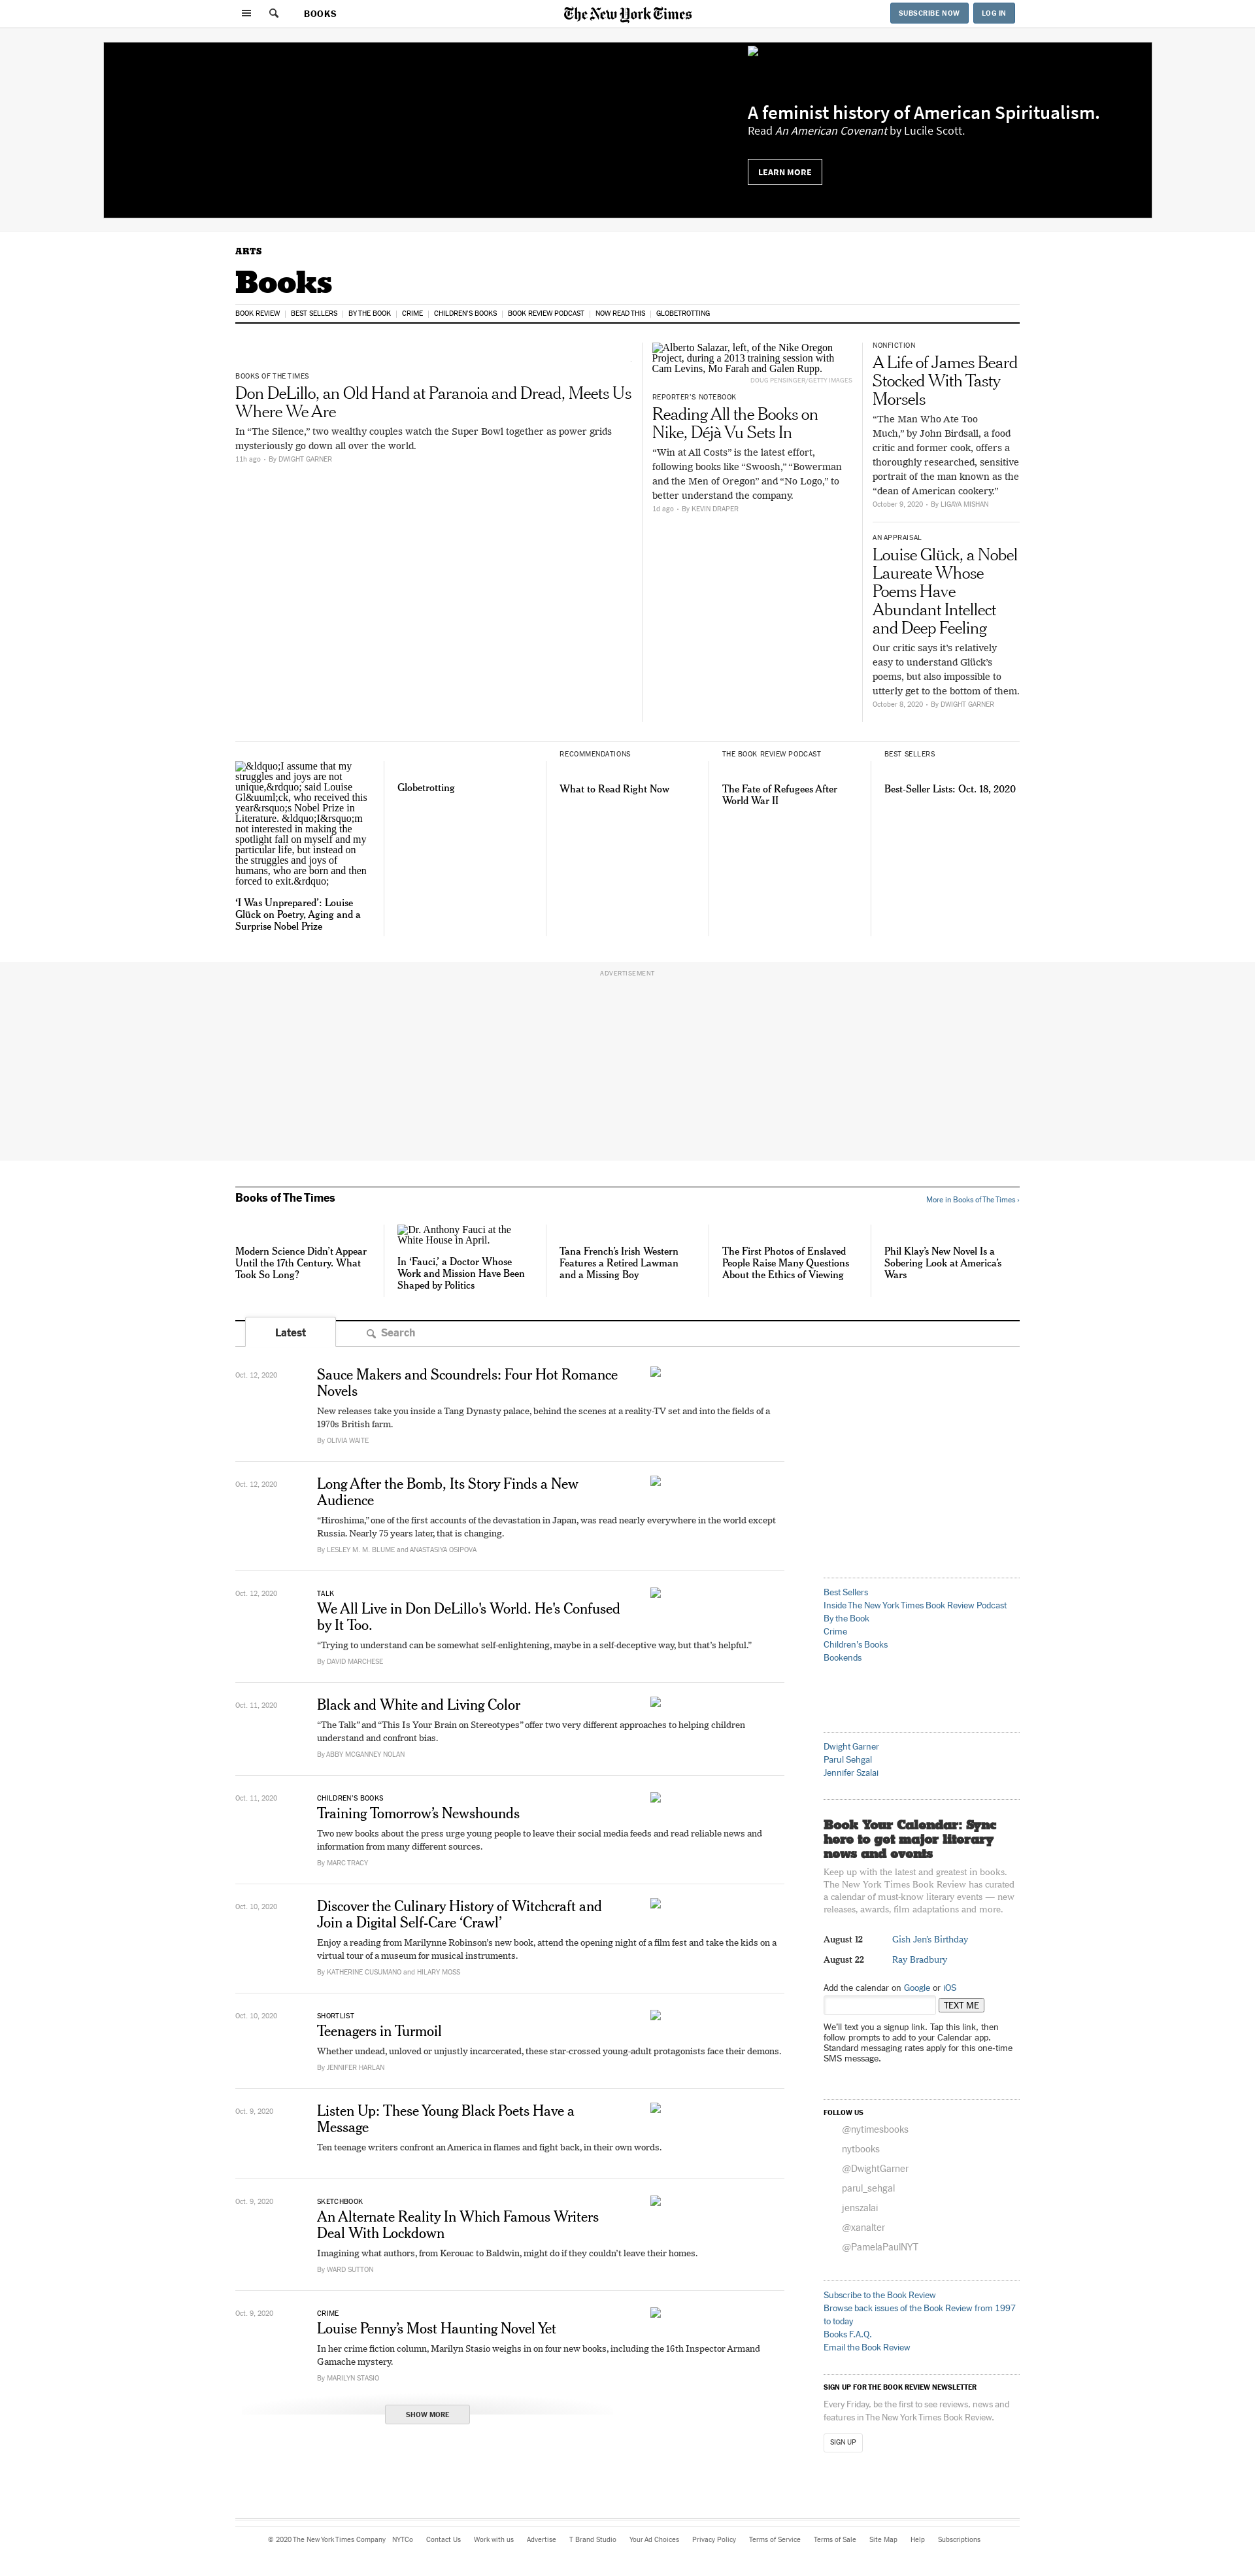 BOOKS
The New York Times
SUBSCRIBE NOW
LOG IN
A feminist history of American Spiritualism.
Read An American Covenant by Lucile Scott.
LEARN MORE
ARTS
Books
BOOK REVIEW
BEST SELLERS
BY THE BOOK
CRIME
CHILDREN'S BOOKS
BOOK REVIEW PODCAST
NOW READ THIS
GLOBETROTTING
BOOKS OF THE TIMES
Don DeLillo, an Old Hand at Paranoia and Dread, Meets Us
Where We Are
In “The Silence,” two wealthy couples watch the Super Bowl together as power grids
mysteriously go down all over the world.
11h ago • By DWIGHT GARNER
Alberto Salazar, left, of the Nike Oregon
Project, during a 2013 training session with
Cam Levins, Mo Farah and Galen Rupp.
DOUG PENSINGER/GETTY IMAGES
REPORTER’S NOTEBOOK
Reading All the Books on
Nike, Déjà Vu Sets In
“Win at All Costs” is the latest effort,
following books like “Swoosh,” “Bowerman
and the Men of Oregon” and “No Logo,” to
better understand the company.
1d ago • By KEVIN DRAPER
NONFICTION
A Life of James Beard
Stocked With Tasty
Morsels
“The Man Who Ate Too
Much,” by John Birdsall, a food
critic and former cook, offers a
thoroughly researched, sensitive
portrait of the man known as the
“dean of American cookery.”
October 9, 2020 • By LIGAYA MISHAN
AN APPRAISAL
Louise Glück, a Nobel
Laureate Whose
Poems Have
Abundant Intellect
and Deep Feeling
Our critic says it’s relatively
easy to understand Glück’s
poems, but also impossible to
utterly get to the bottom of them.
October 8, 2020 • By DWIGHT GARNER
&ldquo;I assume that my
struggles and joys are not
unique,&rdquo; said Louise
Gl&uuml;ck, who received this
year&rsquo;s Nobel Prize in
Literature. &ldquo;I&rsquo;m
not interested in making the
spotlight fall on myself and my
particular life, but instead on
the struggles and joys of
humans, who are born and then
forced to exit.&rdquo;
‘I Was Unprepared’: Louise
Glück on Poetry, Aging and a
Surprise Nobel Prize
Globetrotting
RECOMMENDATIONS
What to Read Right Now
THE BOOK REVIEW PODCAST
The Fate of Refugees After
World War II
BEST SELLERS
Best-Seller Lists: Oct. 18, 2020
ADVERTISEMENT
Books of The Times
More in Books of The Times ›
Modern Science Didn’t Appear
Until the 17th Century. What
Took So Long?
Dr. Anthony Fauci at the
White House in April.
In ‘Fauci,’ a Doctor Whose
Work and Mission Have Been
Shaped by Politics
Tana French’s Irish Western
Features a Retired Lawman
and a Missing Boy
The First Photos of Enslaved
People Raise Many Questions
About the Ethics of Viewing
Phil Klay’s New Novel Is a
Sobering Look at America’s
Wars
Latest
Search
Oct. 12, 2020
Sauce Makers and Scoundrels: Four Hot Romance
Novels
New releases take you inside a Tang Dynasty palace, behind the scenes at a reality-TV set and into the fields of a
1970s British farm.
By OLIVIA WAITE
Oct. 12, 2020
Long After the Bomb, Its Story Finds a New
Audience
“Hiroshima,” one of the first accounts of the devastation in Japan, was read nearly everywhere in the world except
Russia. Nearly 75 years later, that is changing.
By LESLEY M. M. BLUME and ANASTASIYA OSIPOVA
Oct. 12, 2020
TALK
We All Live in Don DeLillo's World. He's Confused
by It Too.
“Trying to understand can be somewhat self-enlightening, maybe in a self-deceptive way, but that’s helpful.”
By DAVID MARCHESE
Oct. 11, 2020
Black and White and Living Color
“The Talk” and “This Is Your Brain on Stereotypes” offer two very different approaches to helping children
understand and confront bias.
By ABBY MCGANNEY NOLAN
Oct. 11, 2020
CHILDREN’S BOOKS
Training Tomorrow’s Newshounds
Two new books about the press urge young people to leave their social media feeds and read reliable news and
information from many different sources.
By MARC TRACY
Oct. 10, 2020
Discover the Culinary History of Witchcraft and
Join a Digital Self-Care ‘Crawl’
Enjoy a reading from Marilynne Robinson’s new book, attend the opening night of a film fest and take the kids on a
virtual tour of a museum for musical instruments.
By KATHERINE CUSUMANO and HILARY MOSS
Oct. 10, 2020
SHORTLIST
Teenagers in Turmoil
Whether undead, unloved or unjustly incarcerated, these star-crossed young-adult protagonists face their demons.
By JENNIFER HARLAN
Oct. 9, 2020
Listen Up: These Young Black Poets Have a
Message
Ten teenage writers confront an America in flames and fight back, in their own words.
Oct. 9, 2020
SKETCHBOOK
An Alternate Reality In Which Famous Writers
Deal With Lockdown
Imagining what authors, from Kerouac to Baldwin, might do if they couldn’t leave their homes.
By WARD SUTTON
Oct. 9, 2020
CRIME
Louise Penny’s Most Haunting Novel Yet
In her crime fiction column, Marilyn Stasio weighs in on four new books, including the 16th Inspector Armand
Gamache mystery.
By MARILYN STASIO
SHOW MORE
Best Sellers
Inside The New York Times Book Review Podcast
By the Book
Crime
Children's Books
Bookends
Dwight Garner
Parul Sehgal
Jennifer Szalai
Book Your Calendar: Sync
here to get major literary
news and events
Keep up with the latest and greatest in books.
The New York Times Book Review has curated
a calendar of must-know literary events — new
releases, awards, film adaptations and more.
August 12 Gish Jen's Birthday
August 22 Ray Bradbury
Add the calendar on Google or iOS
TEXT ME
We’ll text you a signup link. Tap this link, then
follow prompts to add to your Calendar app.
Standard messaging rates apply for this one-time
SMS message.
FOLLOW US
@nytimesbooks
nytbooks
@DwightGarner
parul_sehgal
jenszalai
@xanalter
@PamelaPaulNYT
Subscribe to the Book Review
Browse back issues of the Book Review from 1997
to today
Books F.A.Q.
Email the Book Review
SIGN UP FOR THE BOOK REVIEW NEWSLETTER
Every Friday, be the first to see reviews, news and
features in The New York Times Book Review.
SIGN UP
© 2020 The New York Times Company NYTCo Contact Us Work with us Advertise T Brand Studio Your Ad Choices Privacy Policy Terms of Service Terms of Sale Site Map Help Subscriptions